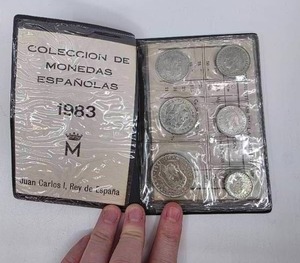 COLECCION DE
MONEDAS
ESPAÑOLAS
1983
M
Juan Carlos I, Rey de España